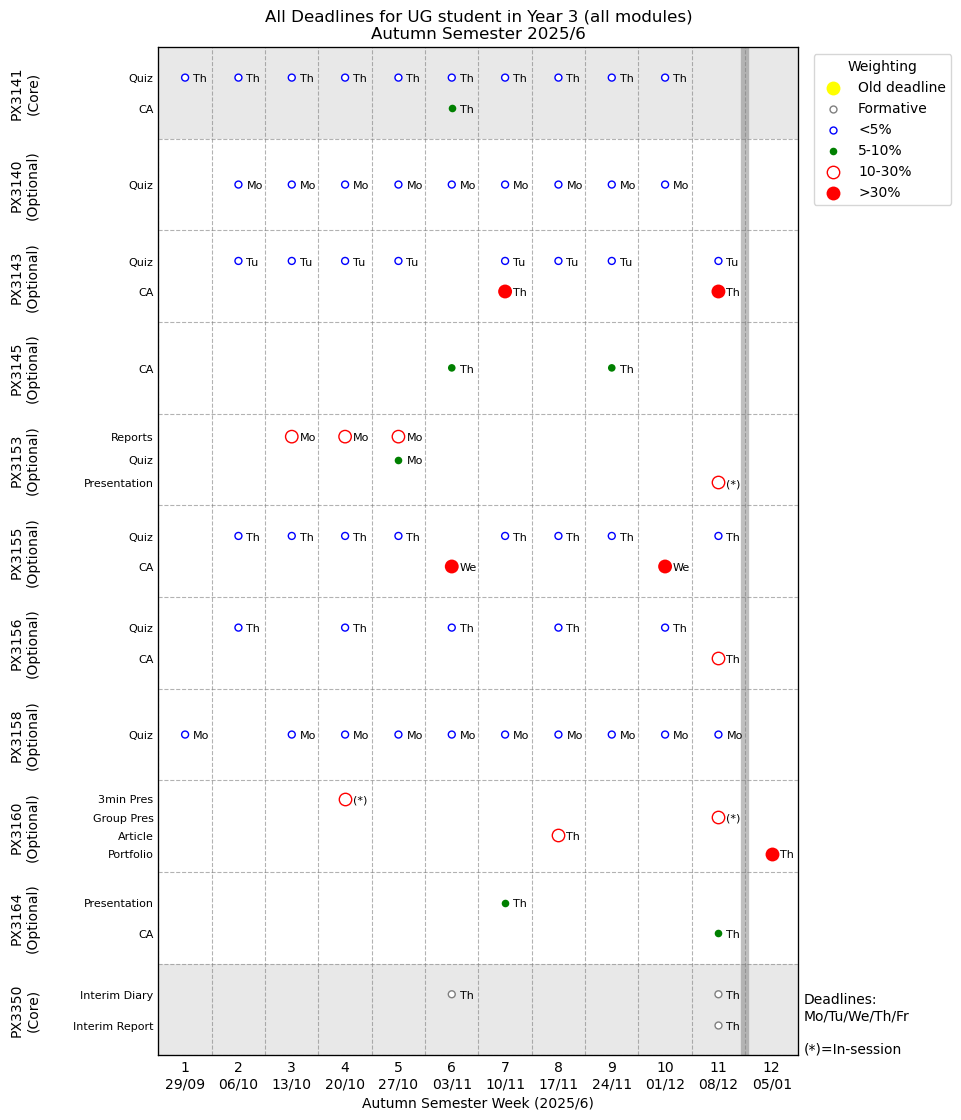 All Deadlines for UG student in Year 3 (all modules)
Autumn Semester 2025/6
Weighting
Old deadline
Formative
<5%
5-10%
10-30%
>30%
PX3141
(Core)
Quiz Th Th Th Th Th Th Th Th Th Th
CA Th
PX3140
(Optional)
Quiz Mo Mo Mo Mo Mo Mo Mo Mo Mo
PX3143
(Optional)
Quiz Tu Tu Tu Tu Tu Tu Tu Tu
CA Th Th
PX3145
(Optional)
CA Th Th
PX3153
(Optional)
Reports Mo Mo Mo
Quiz Mo
Presentation (*)
PX3155
(Optional)
Quiz Th Th Th Th Th Th Th Th
CA We We
PX3156
(Optional)
Quiz Th Th Th Th Th
CA Th
PX3158
(Optional)
Quiz Mo Mo Mo Mo Mo Mo Mo Mo Mo Mo
PX3160
(Optional)
3min Pres (*)
Group Pres (*)
Article Th
Portfolio Th
PX3164
(Optional)
Presentation Th
CA Th
PX3350
(Core)
Interim Diary Th Th
Interim Report Th
Deadlines:
Mo/Tu/We/Th/Fr
(*)=In-session
1 2 3 4 5 6 7 8 9 10 11 12
29/09 06/10 13/10 20/10 27/10 03/11 10/11 17/11 24/11 01/12 08/12 05/01
Autumn Semester Week (2025/6)